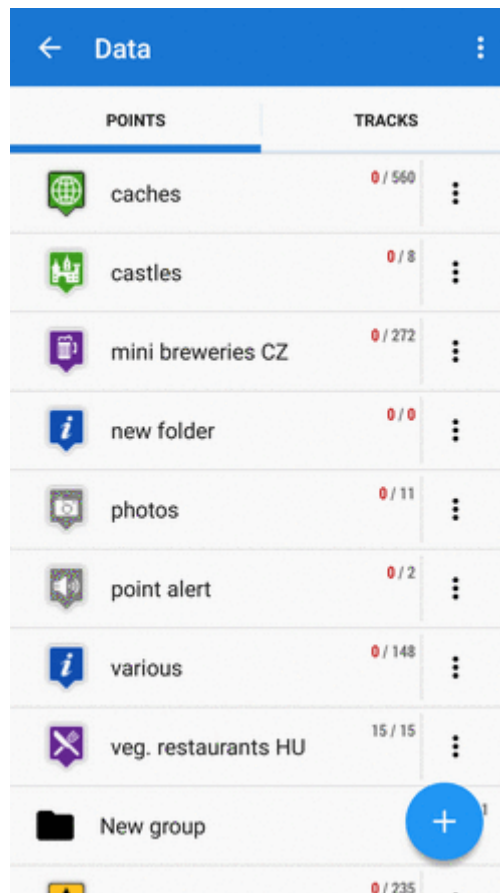 Data
POINTS TRACKS
caches 0 / 560
castles 0 / 8
mini breweries CZ 0 / 272
new folder 0 / 0
photos 0 / 11
point alert 0 / 2
various 0 / 148
veg. restaurants HU 15 / 15
New group 1
0 / 235